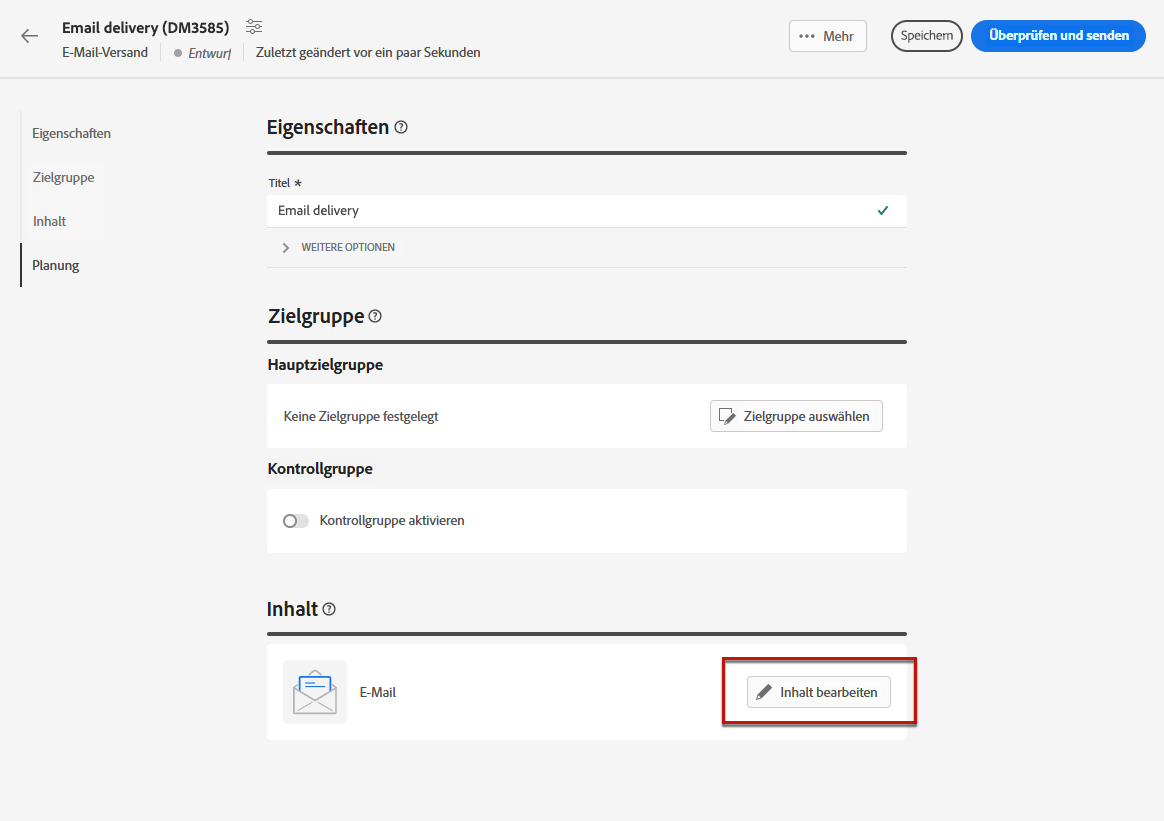 Email delivery (DM3585)
E-Mail-Versand Entwurf Zuletzt geändert vor ein paar Sekunden
••• Mehr
Speichern
Überprüfen und senden
Eigenschaften
Zielgruppe
Inhalt
Planung
Eigenschaften
Titel *
Email delivery
WEITERE OPTIONEN
Zielgruppe
Hauptzielgruppe
Keine Zielgruppe festgelegt
Zielgruppe auswählen
Kontrollgruppe
Kontrollgruppe aktivieren
Inhalt
E-Mail
Inhalt bearbeiten